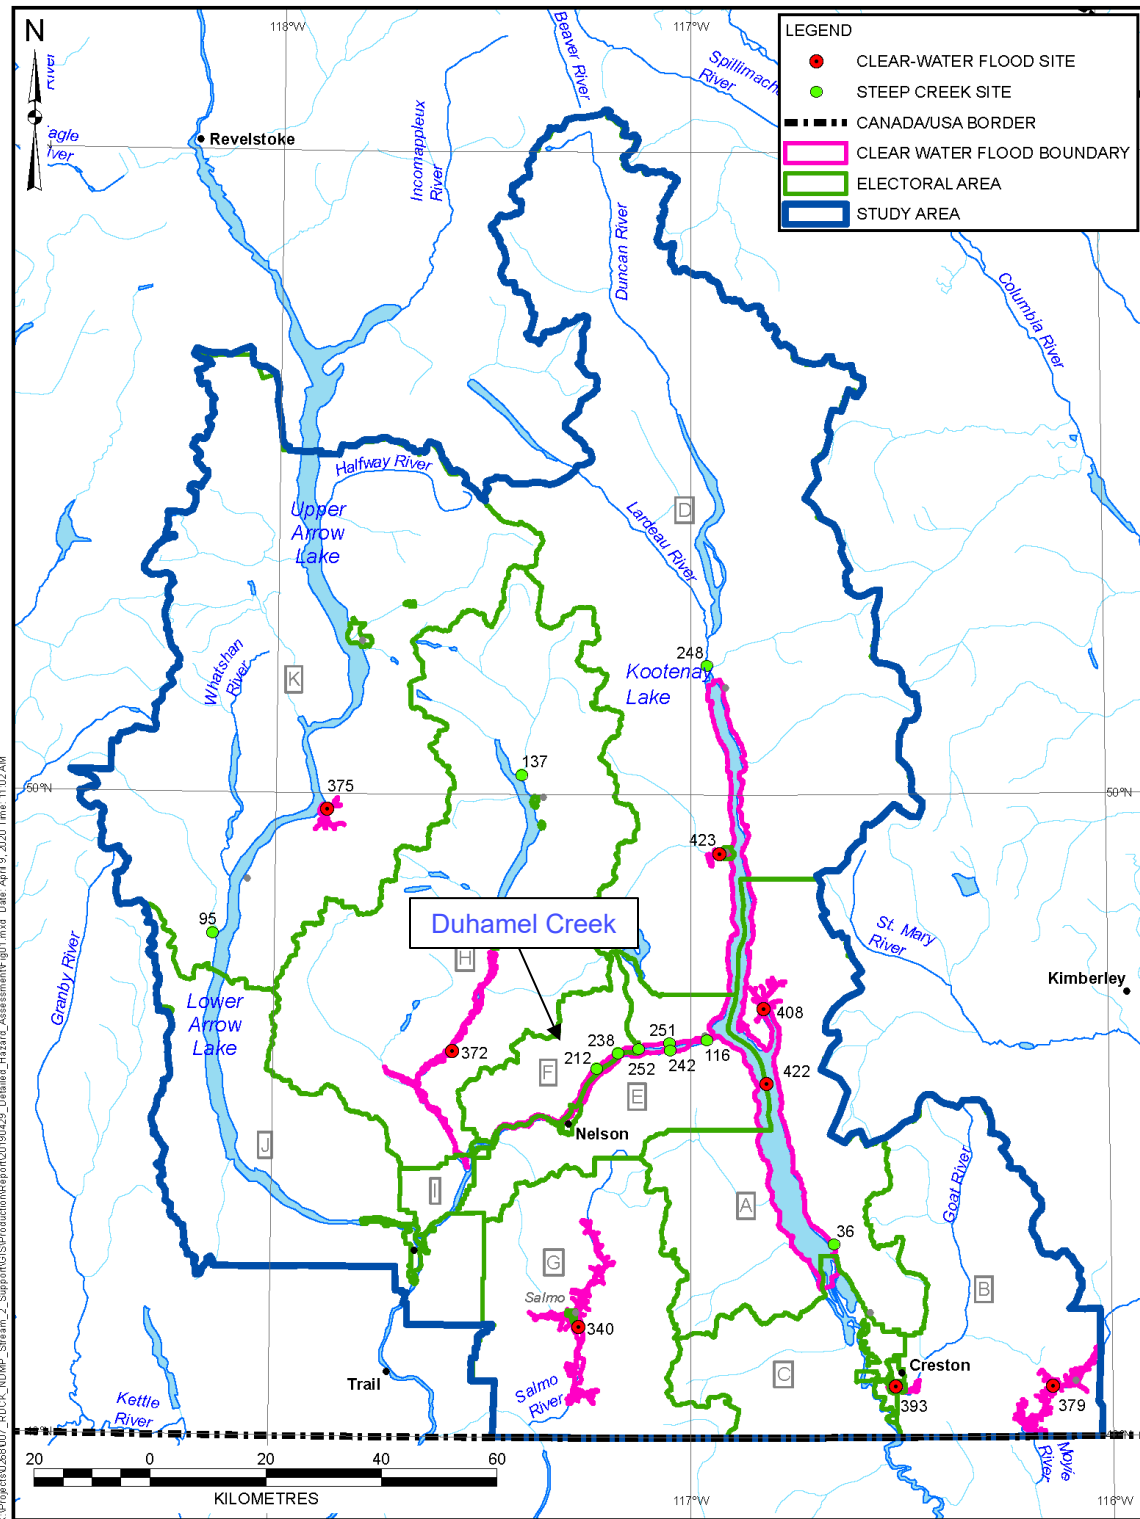 118°W
117°W
N
River
Eagle
River
Revelstoke
Incomappleux
River
Beaver
River
Spillimach
River
LEGEND
CLEAR-WATER FLOOD SITE
STEEP CREEK SITE
CANADA/USA BORDER
CLEAR WATER FLOOD BOUNDARY
ELECTORAL AREA
STUDY AREA
Duncan River
Columbia River
Halfway River
Upper
Arrow
Lake
D
Lardeau River
Whatshan
River
K
248
Kootenay
Lake
137
375
50°N
50°N
423
95
Duhamel Creek
H
St. Mary
River
Kimberley
Granby River
Lower
Arrow
Lake
408
372
238
251
116
212
252
242
422
F
E
Nelson
J
I
A
Goat River
36
G
B
Salmo
340
Trail
C
Creston
393
379
Salmo
River
Kettle
River
Moyie
River
20 0 20 40 60
KILOMETRES
117°W
116°W